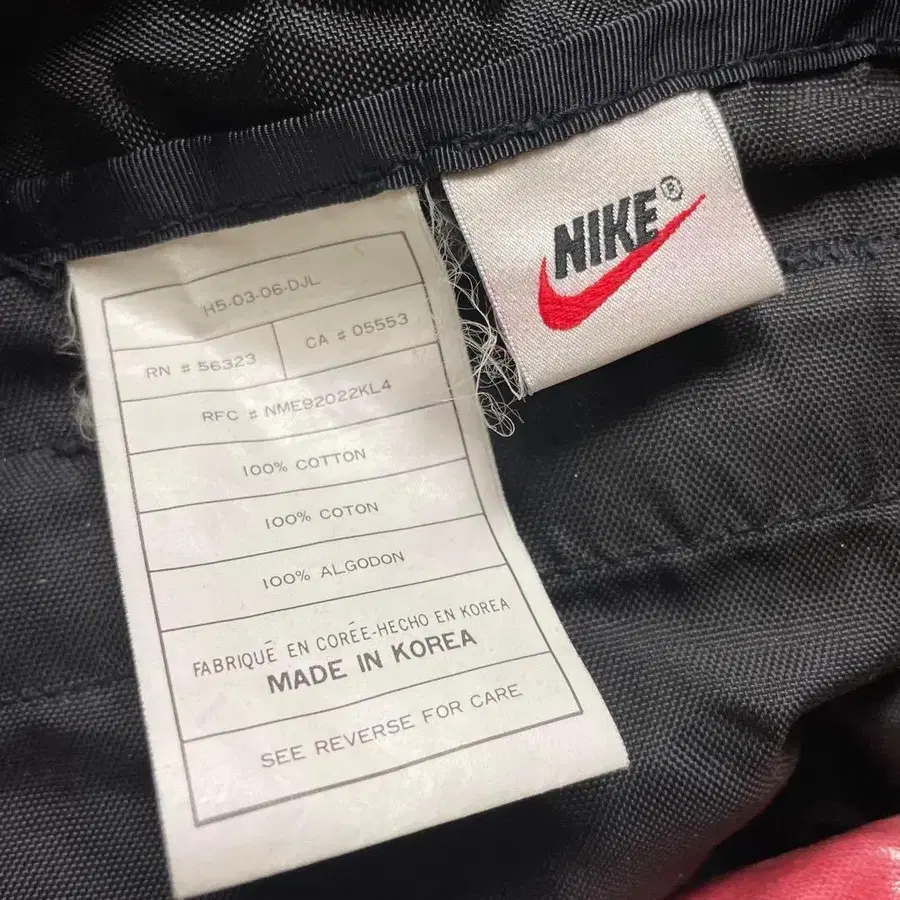 NIKE®
H5-03-06-DJL
RN # 56323
CA # 05553
RFC # NME92022KL4
100% COTTON
100% COTON
100% ALGODON
FABRIQUÉ EN CORÉE-HECHO EN KOREA
MADE IN KOREA
SEE REVERSE FOR CARE